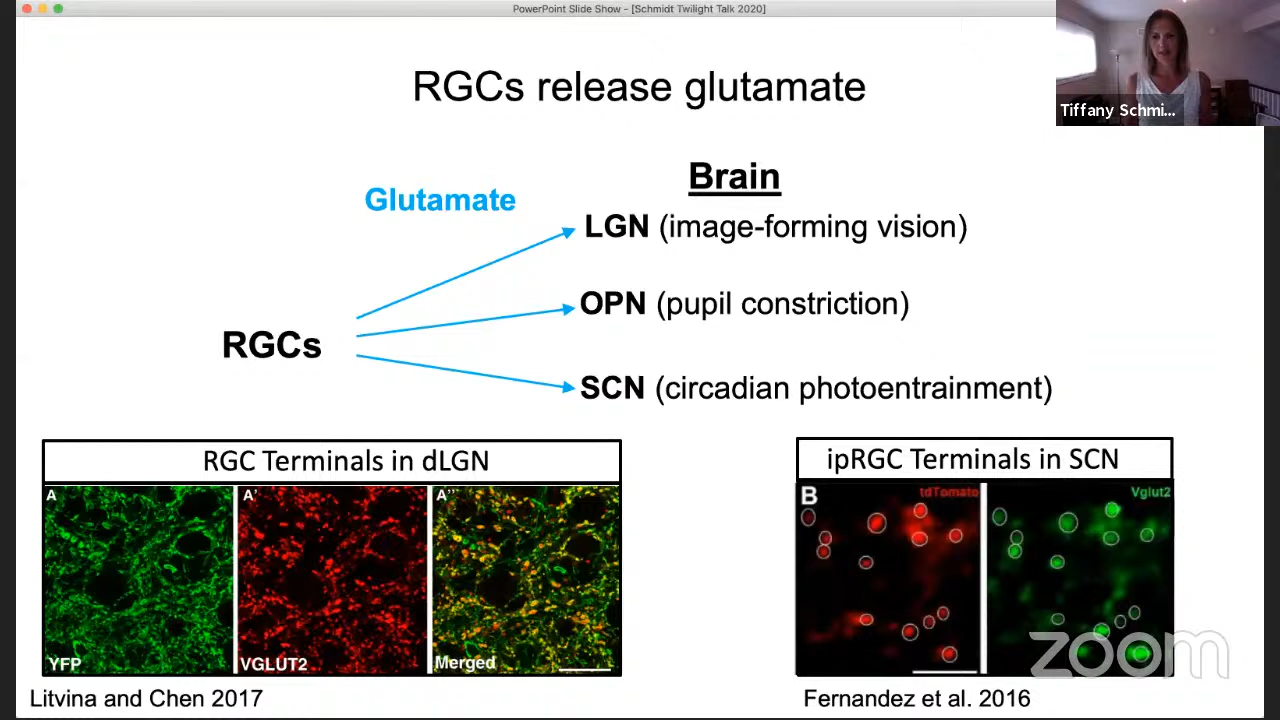 PowerPoint Slide Show - [Schmidt Twilight Talk 2020]
Tiffany Schmi...
RGCs release glutamate
Brain
Glutamate
LGN (image-forming vision)
OPN (pupil constriction)
RGCs
SCN (circadian photoentrainment)
RGC Terminals in dLGN
A
A'
A''
YFP
VGLUT2
Merged
Litvina and Chen 2017
ipRGC Terminals in SCN
B
tdTomato
Vglut2
Fernandez et al. 2016
zoom